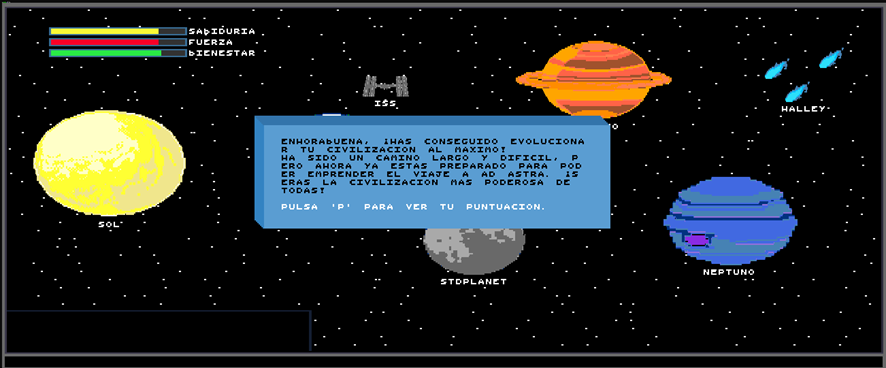 SABIDURIA
FUERZA
BIENESTAR
ISS
HALLEY
ENHORABUENA, ¡HAS CONSEGUIDO EVOLUCIONA
R TU CIVILIZACION AL MAXIMO!
HA SIDO UN CAMINO LARGO Y DIFICIL, P
ERO AHORA YA ESTAS PREPARADO PARA POD
ER EMPRENDER EL VIAJE A AD ASTRA. ¡S
ERAS LA CIVILIZACION MAS PODEROSA DE
TODAS!
PULSA 'P' PARA VER TU PUNTUACION.
SOL
NEPTUNO
STDPLANET